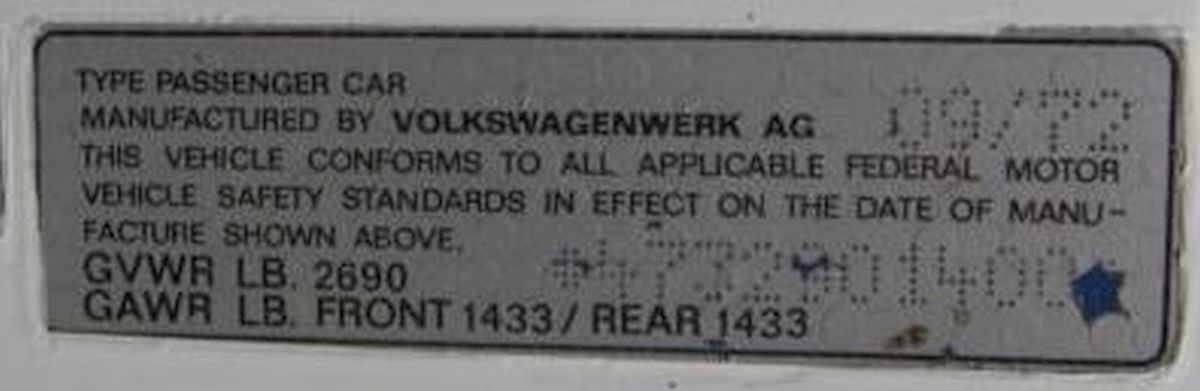 TYPE PASSENGER CAR
MANUFACTURED BY VOLKSWAGENWERK AG 09/72
THIS VEHICLE CONFORMS TO ALL APPLICABLE FEDERAL MOTOR
VEHICLE SAFETY STANDARDS IN EFFECT ON THE DATE OF MANU-
FACTURE SHOWN ABOVE.
GVWR LB. 2690
GAWR LB. FRONT 1433 / REAR 1433